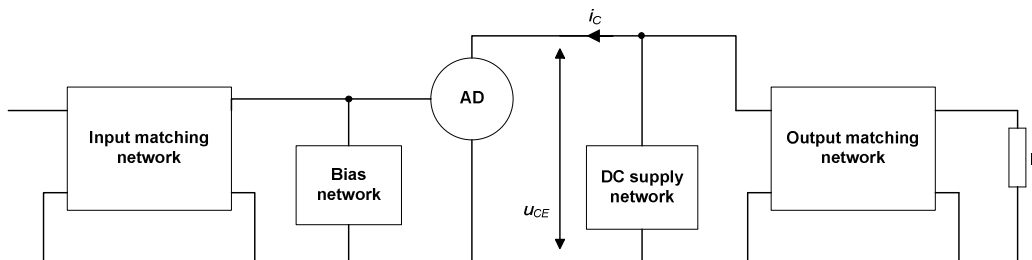 i_C
AD
Input matching
network
Bias
network
u_CE
DC supply
network
Output matching
network